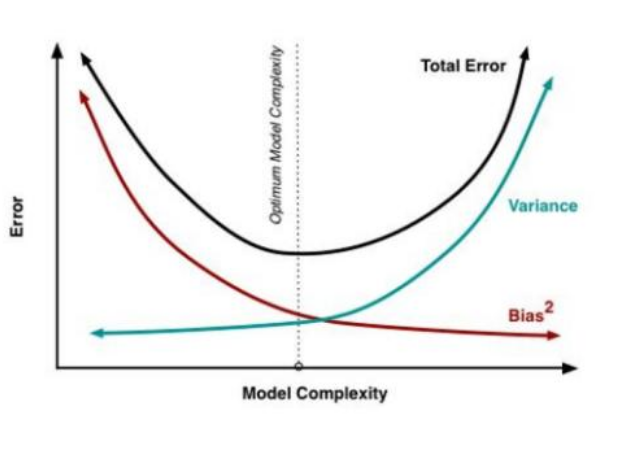 Optimum Model Complexity
Total Error
Variance
Error
Bias²
Model Complexity